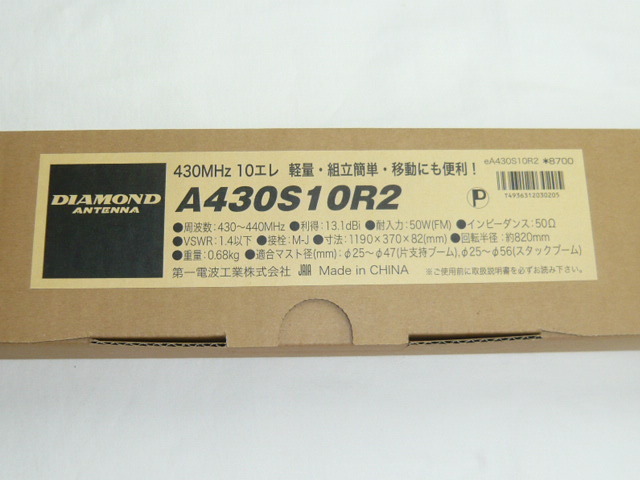 DIAMOND
ANTENNA
430MHz 10エレ 軽量・組立簡単・移動にも便利！
eA430S10R2 *8700
A430S10R2
P
7493631203020S
●周波数：430～440MHz ●利得：13.1dBi ●耐入力：50W(FM) ●インピーダンス：50Ω
●VSWR：1.4以下 ●接栓：M-J ●寸法：1190×370×82(mm) ●回転半径：約820mm
●重量：0.68kg ●適合マスト径(mm)：φ25～φ47(片支持ブーム),φ25～φ56(スタックブーム)
第一電波工業株式会社 JAIA Made in CHINA ※ご使用前に取扱説明書を必ずお読み下さい。